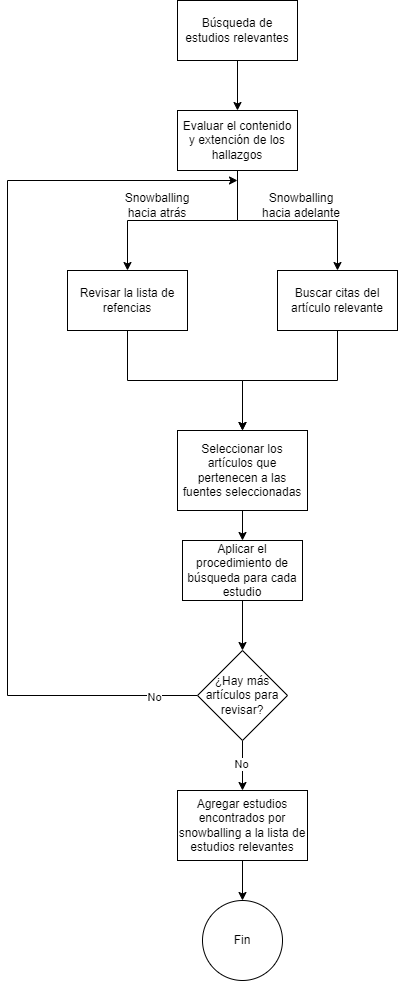 Búsqueda de
estudios relevantes
Evaluar el contenido
y extención de los
hallazgos
Snowballing
hacia atrás
Snowballing
hacia adelante
Revisar la lista de
refencias
Buscar citas del
artículo relevante
Seleccionar los
artículos que
pertenecen a las
fuentes seleccionadas
Aplicar el
procedimiento de
búsqueda para cada
estudio
¿Hay más
artículos para
revisar?
No
No
Agregar estudios
encontrados por
snowballing a la lista de
estudios relevantes
Fin